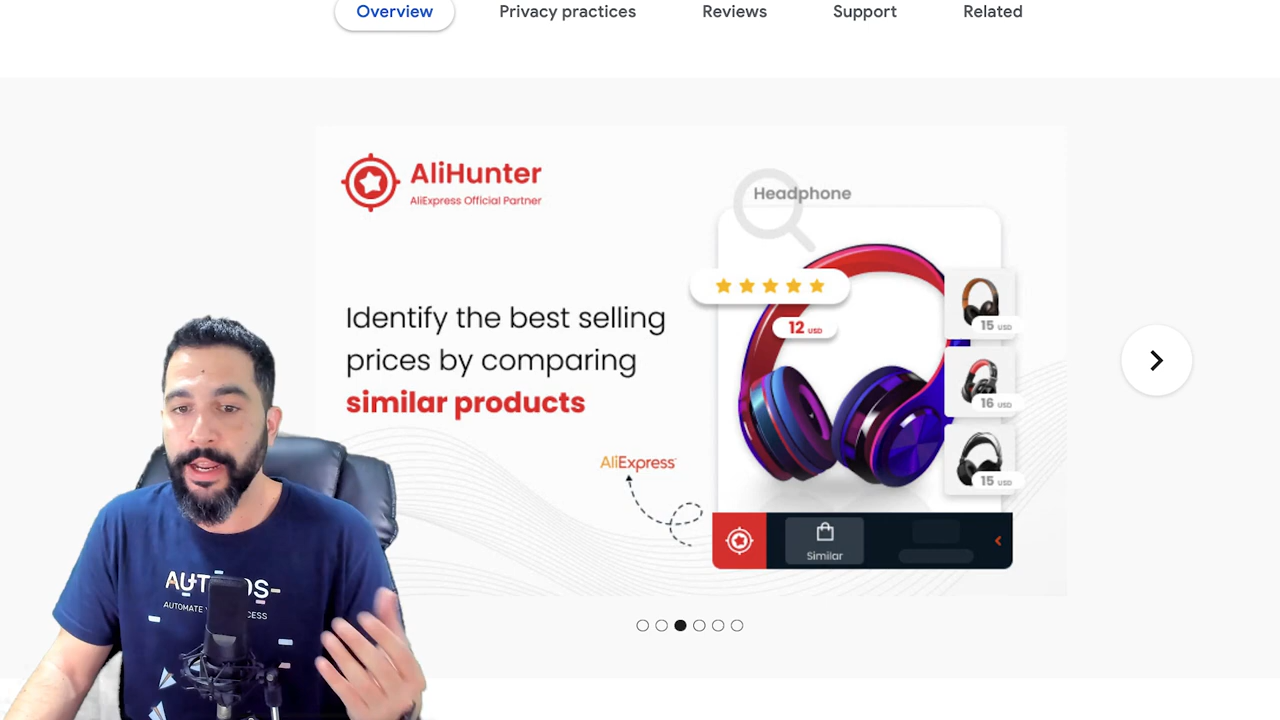 Overview Privacy practices Reviews Support Related
AliHunter
AliExpress Official Partner
Headphone
12 USD
15 USD
Identify the best selling
prices by comparing
similar products
16 USD
AliExpress
15 USD
Similar